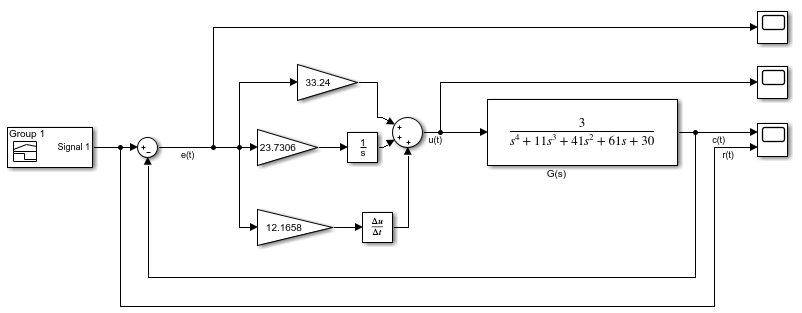 Group 1
Signal 1
+
−
e(t)
33.24
23.7306
1
s
12.1658
Δu
Δt
+
+
+
u(t)
3
s⁴ + 11s³ + 41s² + 61s + 30
G(s)
c(t)
r(t)